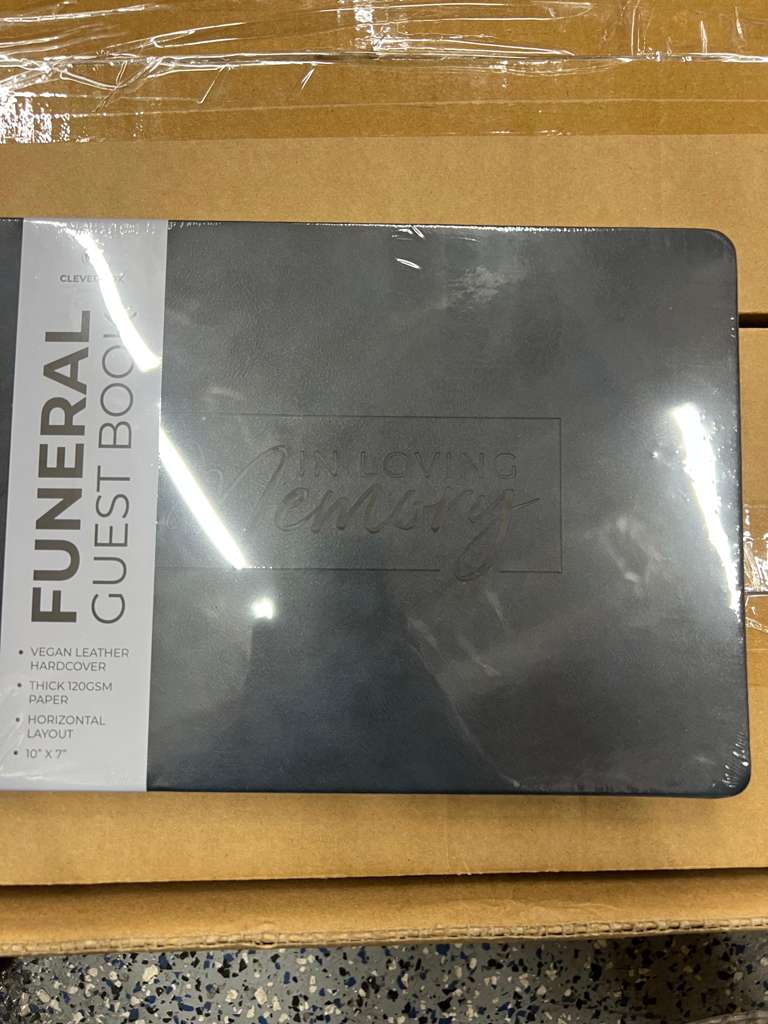 FUNERAL
GUEST BOOK
• VEGAN LEATHER
HARDCOVER
• THICK 120GSM
PAPER
• HORIZONTAL
LAYOUT
• 10" X 7"
IN LOVING
Memory